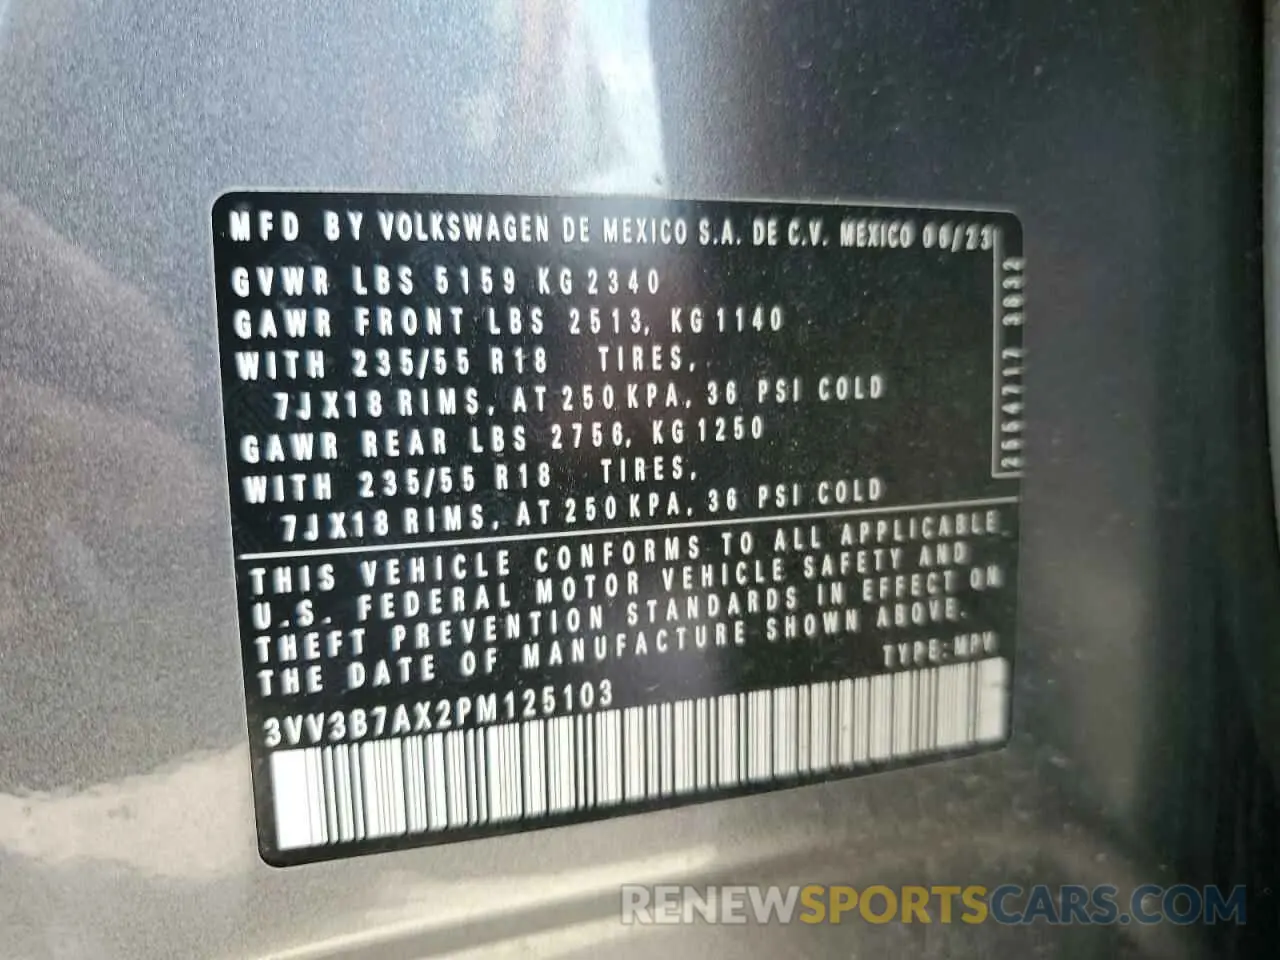 MFD BY VOLKSWAGEN DE MEXICO S.A. DE C.V. MEXICO 06/23
GVWR LBS 5159 KG 2340
GAWR FRONT LBS 2513, KG 1140
WITH 235/55 R18 TIRES,
7JX18 RIMS, AT 250 KPA, 36 PSI COLD
GAWR REAR LBS 2756, KG 1250
WITH 235/55 R18 TIRES,
7JX18 RIMS, AT 250 KPA, 36 PSI COLD
THIS VEHICLE CONFORMS TO ALL APPLICABLE
U.S. FEDERAL MOTOR VEHICLE SAFETY AND
THEFT PREVENTION STANDARDS IN EFFECT ON
THE DATE OF MANUFACTURE SHOWN ABOVE.
TYPE: MPV
3VV3B7AX2PM125103
RENEWSPORTSCARS.COM